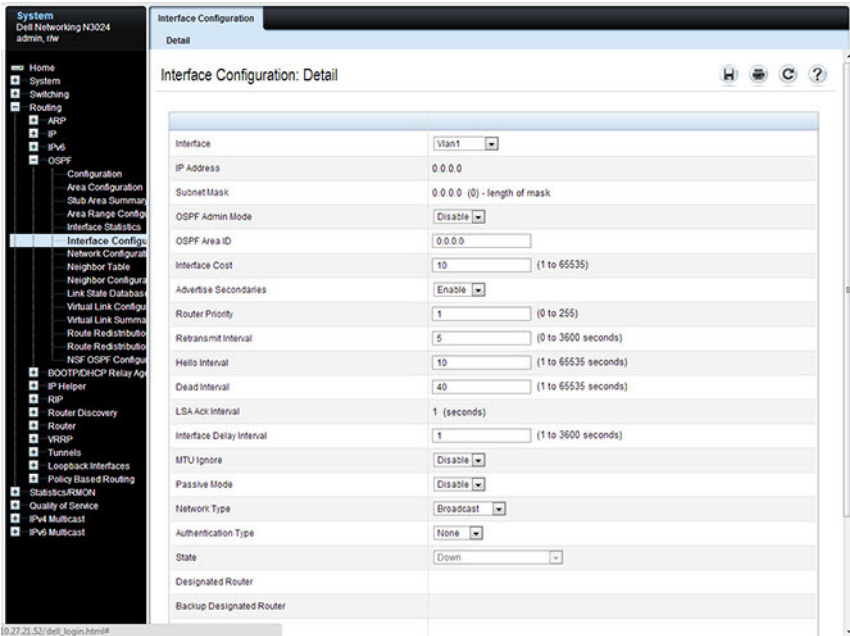 System
Dell Networking N3024
admin, r/w
Interface Configuration
Detail
Home
System
Switching
Routing
ARP
IP
IPv6
OSPF
Configuration
Area Configuration
Stub Area Summary
Area Range Configu
Interface Statistics
Interface Configu
Network Configurat
Neighbor Table
Neighbor Configura
Link State Database
Virtual Link Configu
Virtual Link Summa
Route Redistributio
Route Redistributio
NSF OSPF Configur
BOOTP/DHCP Relay Age
IP Helper
RIP
Router Discovery
Router
VRRP
Tunnels
Loopback Interfaces
Policy Based Routing
Statistics/RMON
Quality of Service
IPv4 Multicast
IPv6 Multicast
Interface Configuration: Detail
?
Interface Vlan1
IP Address 0.0.0.0
Subnet Mask 0.0.0.0 (0) - length of mask
OSPF Admin Mode Disable
OSPF Area ID 0.0.0.0
Interface Cost 10 (1 to 65535)
Advertise Secondaries Enable
Router Priority 1 (0 to 255)
Retransmit Interval 5 (0 to 3600 seconds)
Hello Interval 10 (1 to 65535 seconds)
Dead Interval 40 (1 to 65535 seconds)
LSA Ack Interval 1 (seconds)
Interface Delay Interval 1 (1 to 3600 seconds)
MTU Ignore Disable
Passive Mode Disable
Network Type Broadcast
Authentication Type None
State Down
Designated Router
Backup Designated Router
10.27.21.52/dell_login.html#